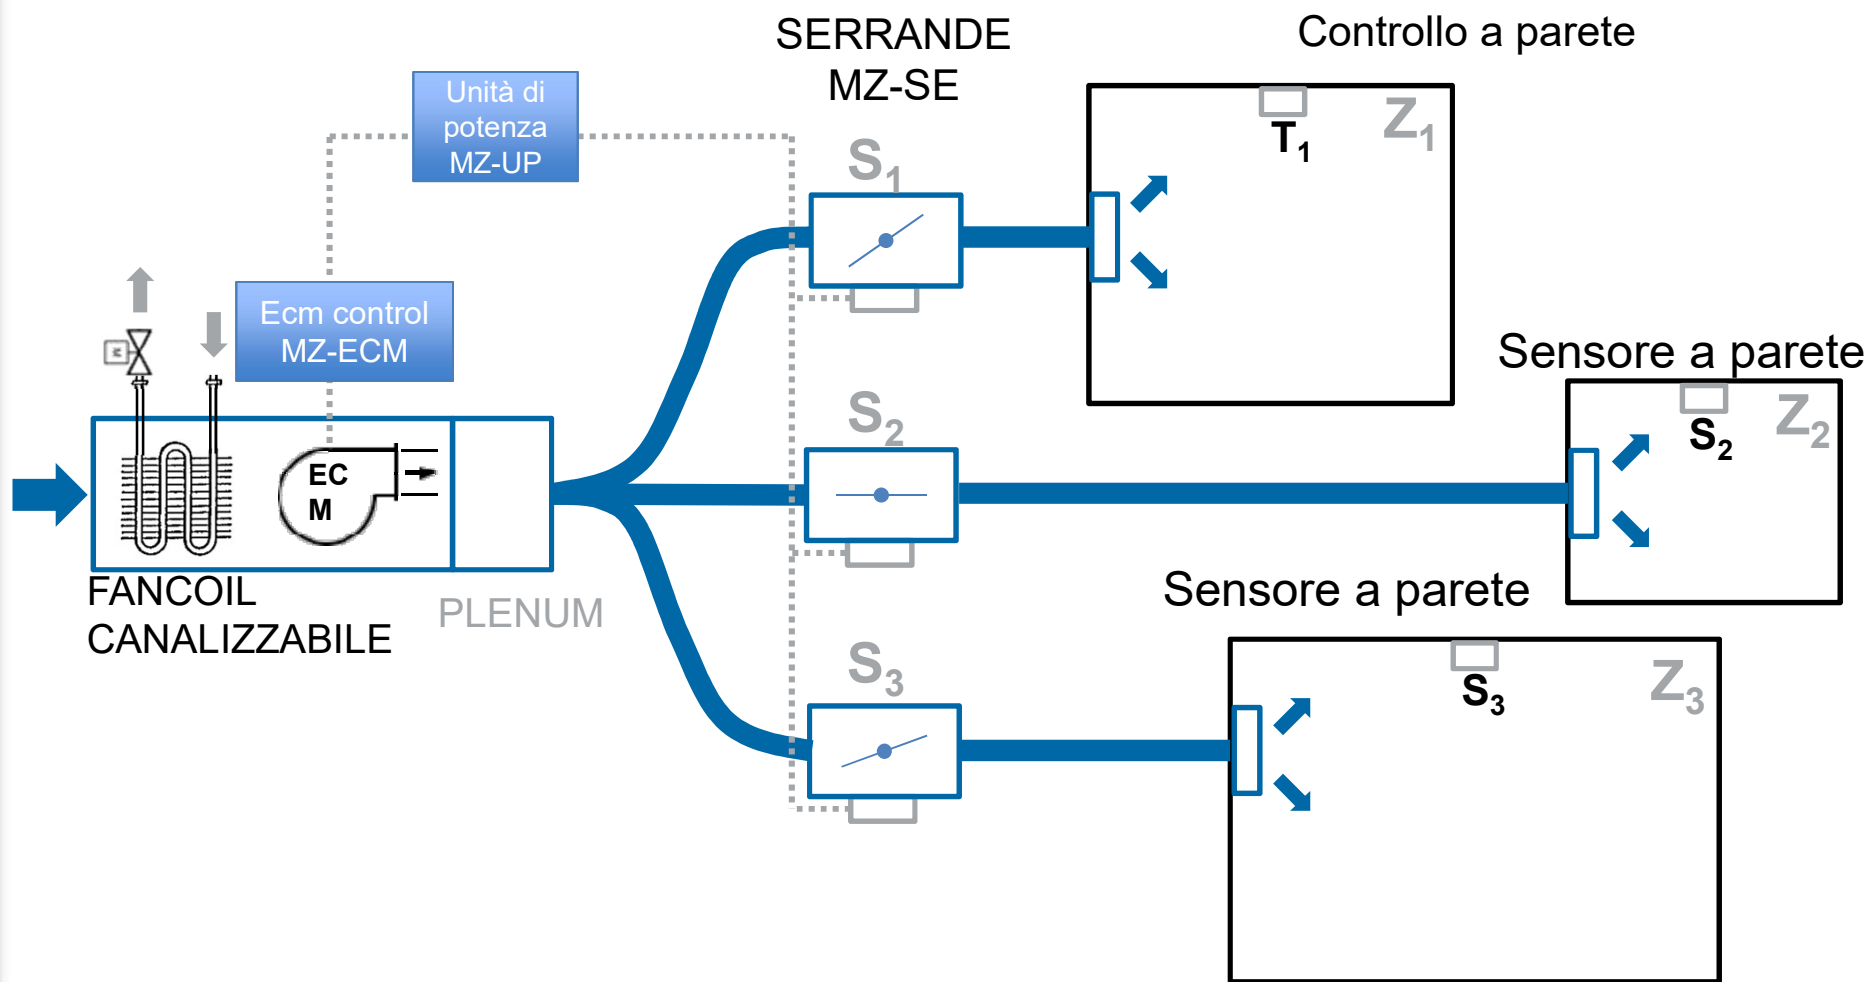 SERRANDE
MZ-SE
Controllo a parete
Unità di
potenza
MZ-UP
S1
T1
Z1
Ecm control
MZ-ECM
M
Sensore a parete
S2
S2
Z2
EC
M
FANCOIL
CANALIZZABILE
PLENUM
Sensore a parete
S3
S3
Z3